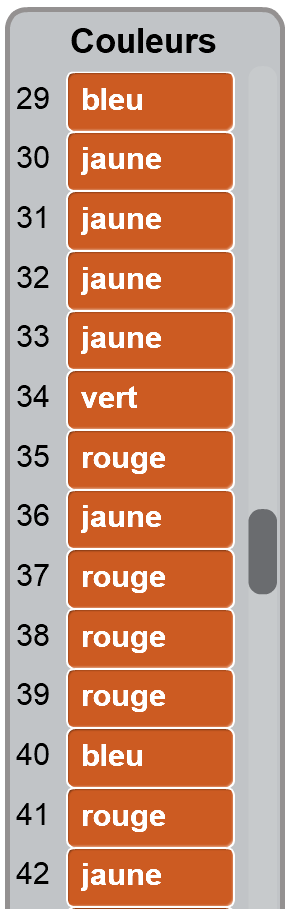 Couleurs
29 bleu
30 jaune
31 jaune
32 jaune
33 jaune
34 vert
35 rouge
36 jaune
37 rouge
38 rouge
39 rouge
40 bleu
41 rouge
42 jaune